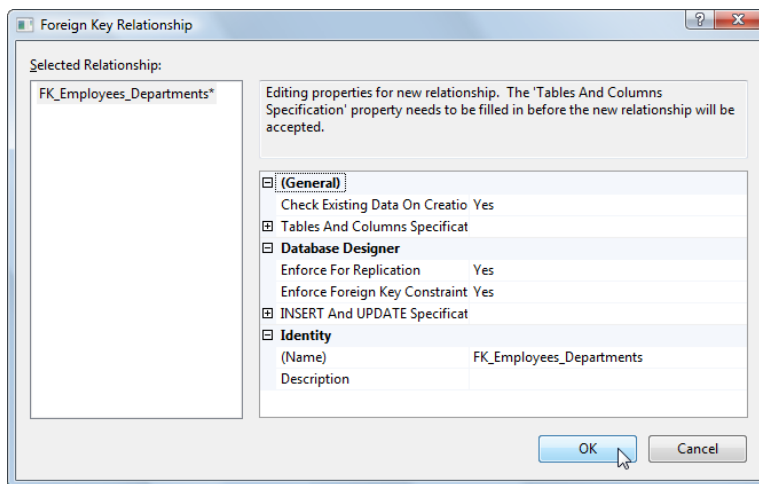 Foreign Key Relationship
Selected Relationship:
FK_Employees_Departments*
Editing properties for new relationship. The 'Tables And Columns
Specification' property needs to be filled in before the new relationship will be
accepted.
(General)
Check Existing Data On Creatio Yes
Tables And Columns Specificat
Database Designer
Enforce For Replication Yes
Enforce Foreign Key Constraint Yes
INSERT And UPDATE Specificat
Identity
(Name) FK_Employees_Departments
Description
OK Cancel